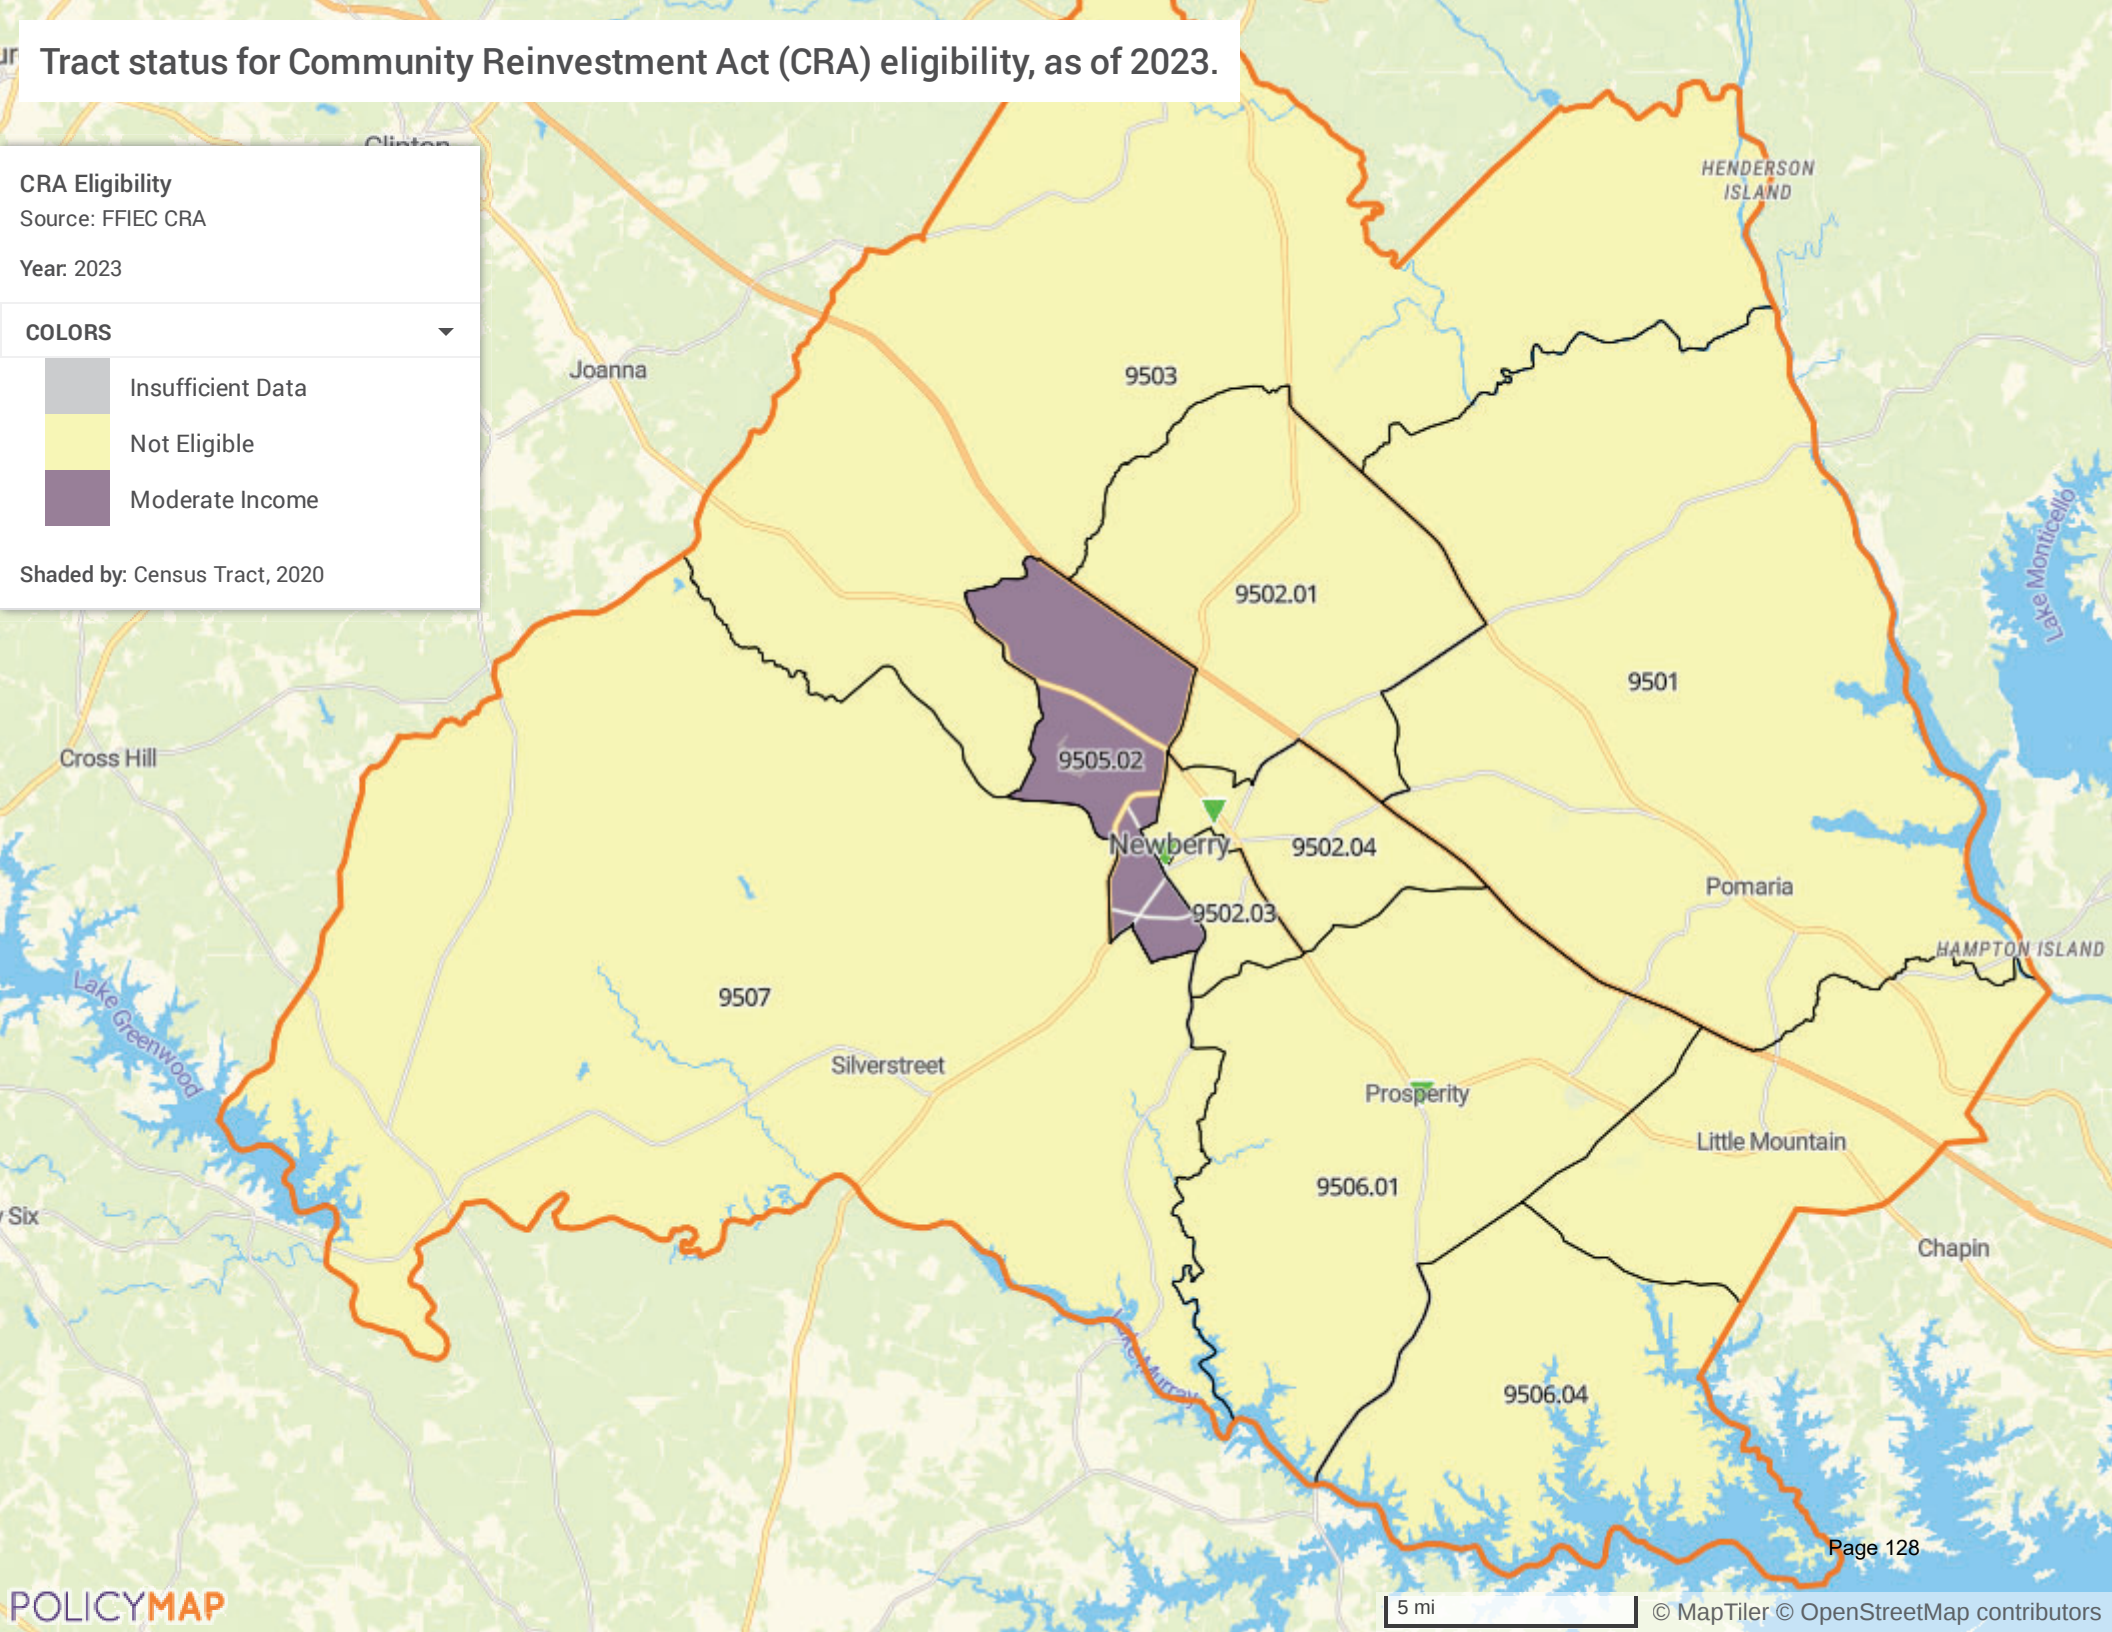 Tract status for Community Reinvestment Act (CRA) eligibility, as of 2023.
Clinton
CRA Eligibility
Source: FFIEC CRA
Year: 2023
COLORS
Insufficient Data
Not Eligible
Moderate Income
Shaded by: Census Tract, 2020
HENDERSON
ISLAND
Joanna
9503
Lake Monticello
9502.01
9501
Cross Hill
9505.02
Newberry
9502.04
Pomaria
9502.03
HAMPTON ISLAND
9507
Lake Greenwood
Silverstreet
Prosperity
Little Mountain
9506.01
Six
Chapin
Lake Murray
9506.04
Page 128
POLICYMAP
5 mi
© MapTiler © OpenStreetMap contributors